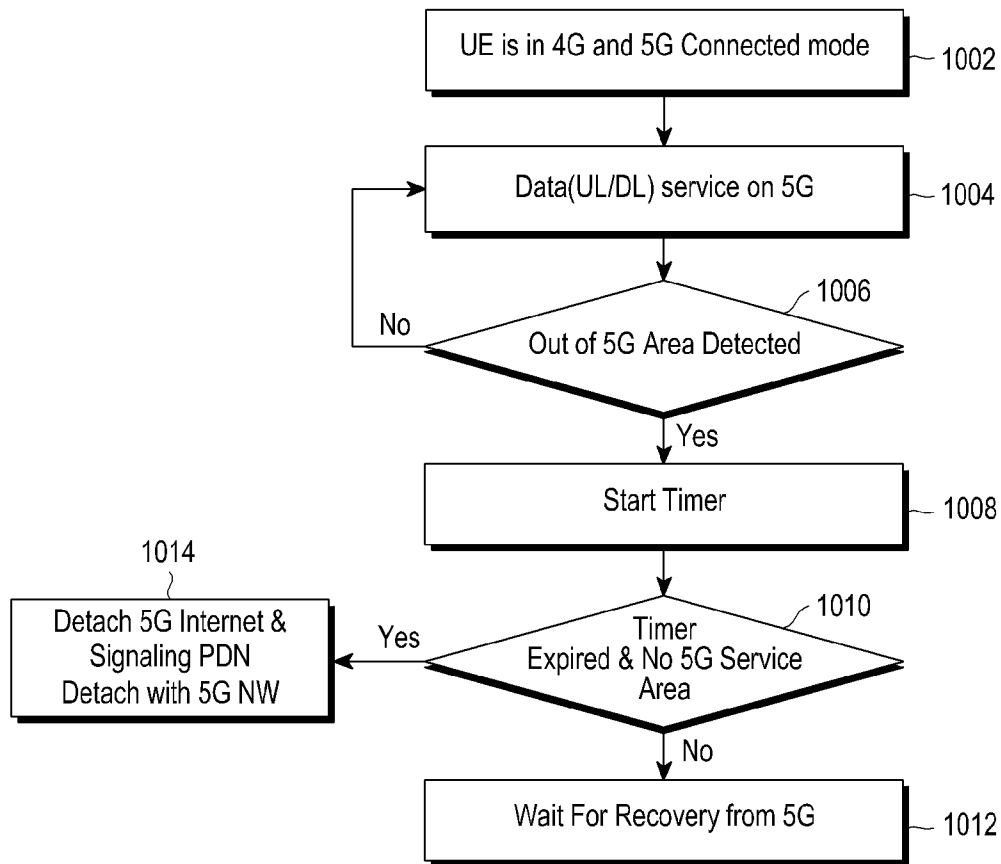 UE is in 4G and 5G Connected mode
1002
Data(UL/DL) service on 5G
1004
1006
Out of 5G Area Detected
No
Yes
Start Timer
1008
1014
Detach 5G Internet &
Signaling PDN
Detach with 5G NW
Yes
1010
Timer
Expired & No 5G Service
Area
No
Wait For Recovery from 5G
1012